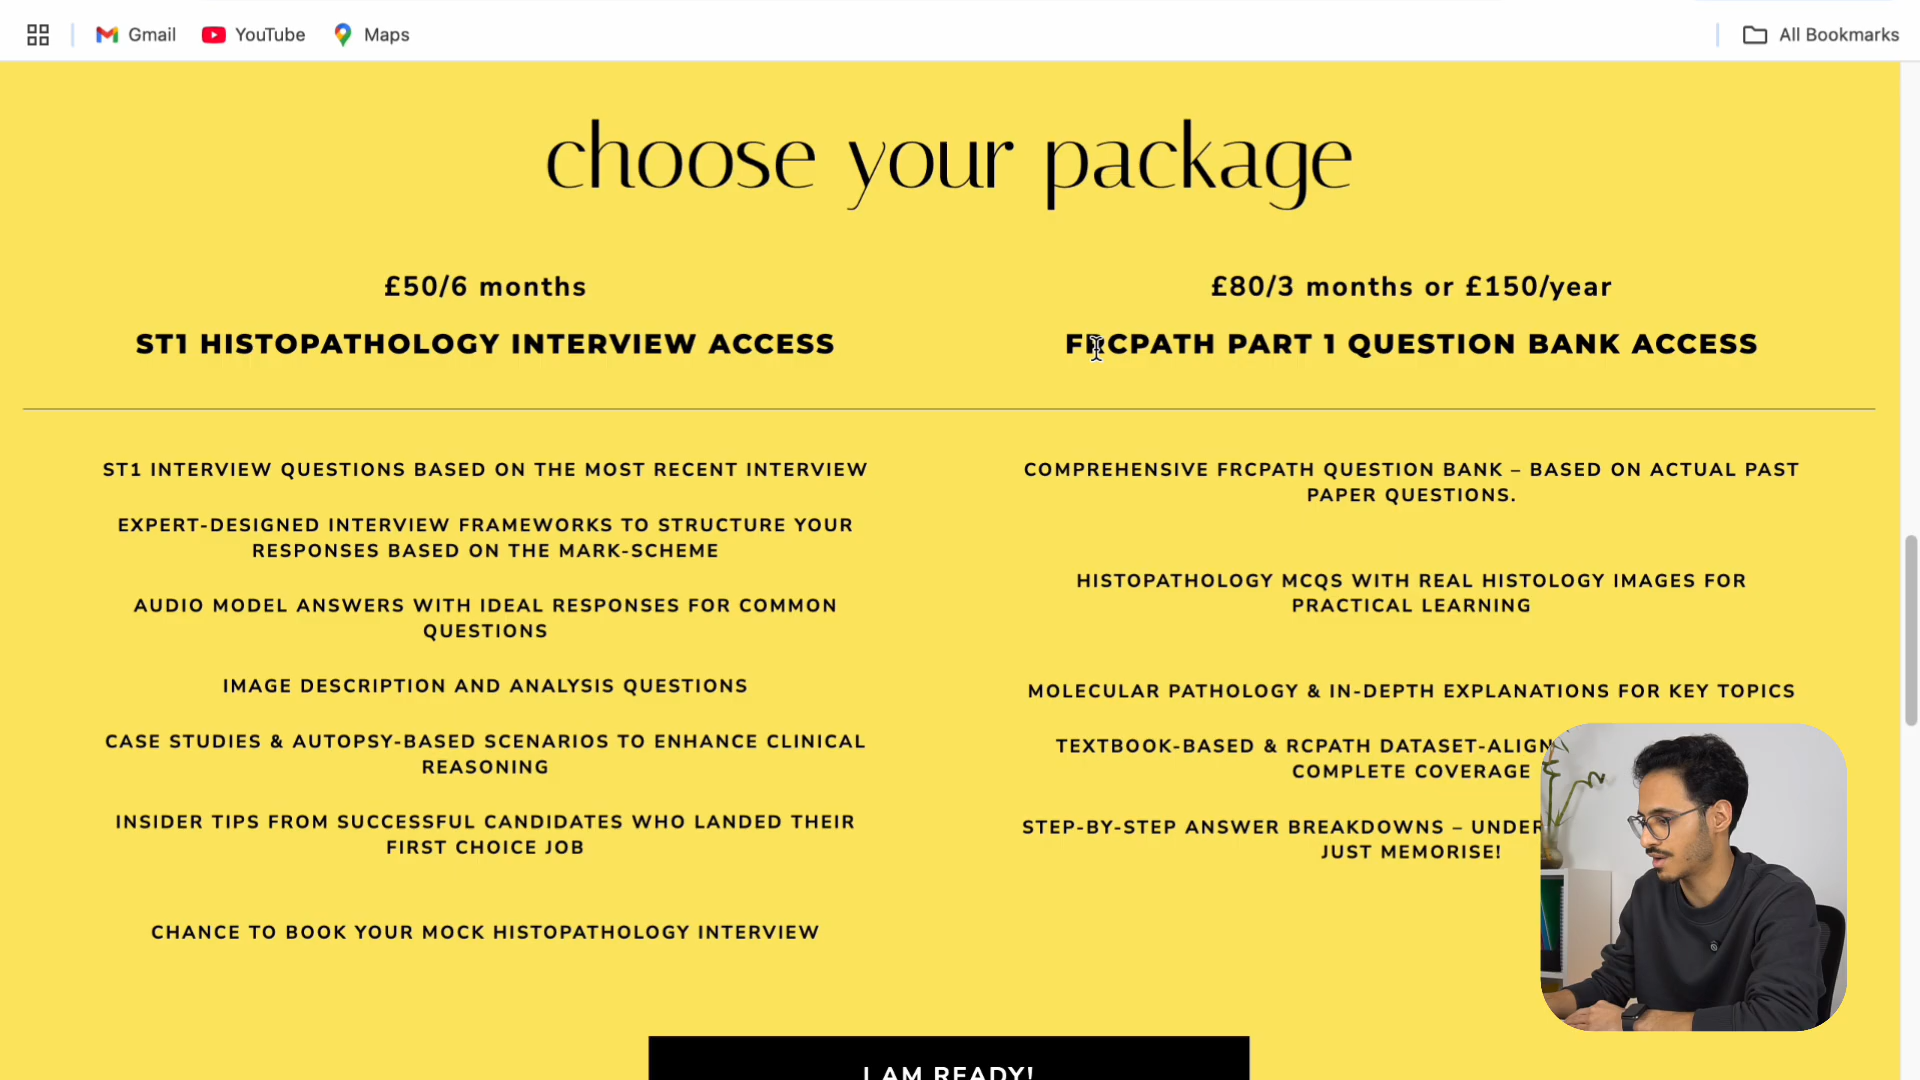 Gmail YouTube Maps All Bookmarks
choose your package
£50/6 months
ST1 HISTOPATHOLOGY INTERVIEW ACCESS
ST1 INTERVIEW QUESTIONS BASED ON THE MOST RECENT INTERVIEW
EXPERT-DESIGNED INTERVIEW FRAMEWORKS TO STRUCTURE YOUR
RESPONSES BASED ON THE MARK-SCHEME
AUDIO MODEL ANSWERS WITH IDEAL RESPONSES FOR COMMON
QUESTIONS
IMAGE DESCRIPTION AND ANALYSIS QUESTIONS
CASE STUDIES & AUTOPSY-BASED SCENARIOS TO ENHANCE CLINICAL
REASONING
INSIDER TIPS FROM SUCCESSFUL CANDIDATES WHO LANDED THEIR
FIRST CHOICE JOB
CHANCE TO BOOK YOUR MOCK HISTOPATHOLOGY INTERVIEW
£80/3 months or £150/year
FRCPATH PART 1 QUESTION BANK ACCESS
COMPREHENSIVE FRCPATH QUESTION BANK – BASED ON ACTUAL PAST
PAPER QUESTIONS.
HISTOPATHOLOGY MCQS WITH REAL HISTOLOGY IMAGES FOR
PRACTICAL LEARNING
MOLECULAR PATHOLOGY & IN-DEPTH EXPLANATIONS FOR KEY TOPICS
TEXTBOOK-BASED & RCPATH
COMPLETE COVERAGE
STEP-BY-STEP ANSWER BREAKDOWNS –
JUST MEMORISE!
I AM READY!